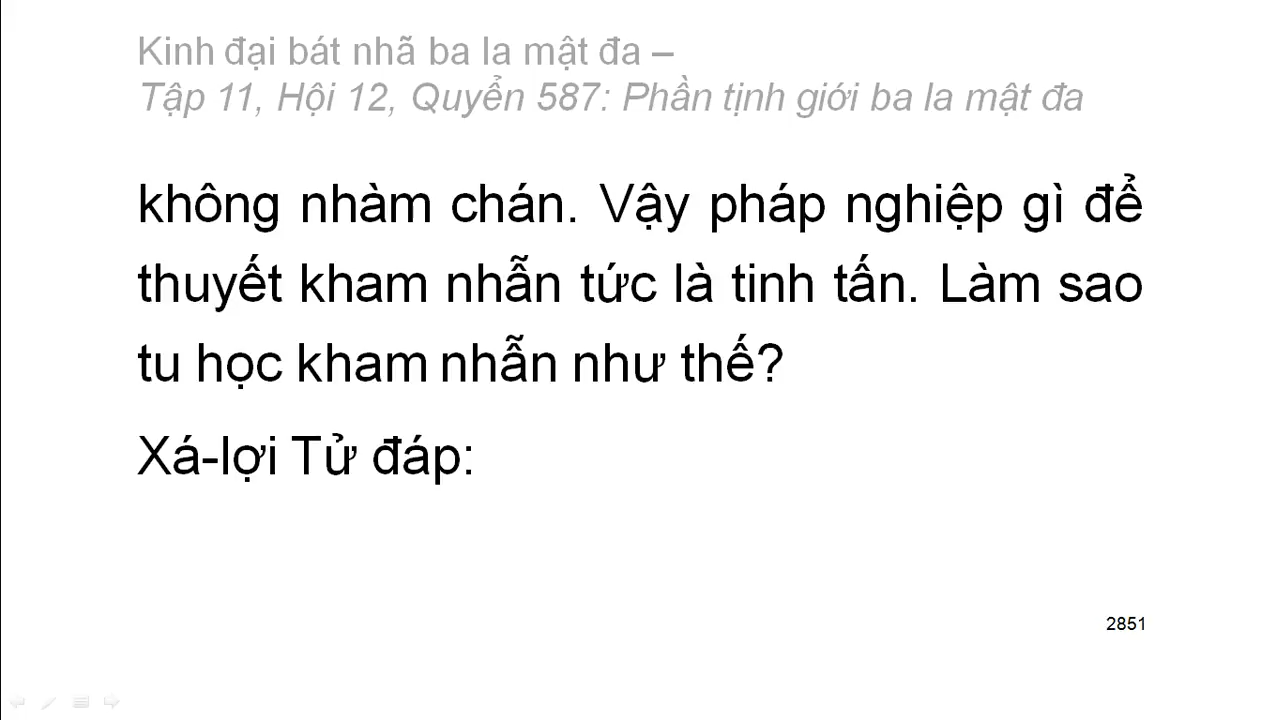 Kinh đại bát nhã ba la mật đa –
Tập 11, Hội 12, Quyển 587: Phần tịnh giới ba la mật đa
không nhàm chán. Vậy pháp nghiệp gì để
thuyết kham nhẫn tức là tinh tấn. Làm sao
tu học kham nhẫn như thế?
Xá-lợi Tử đáp:
2851